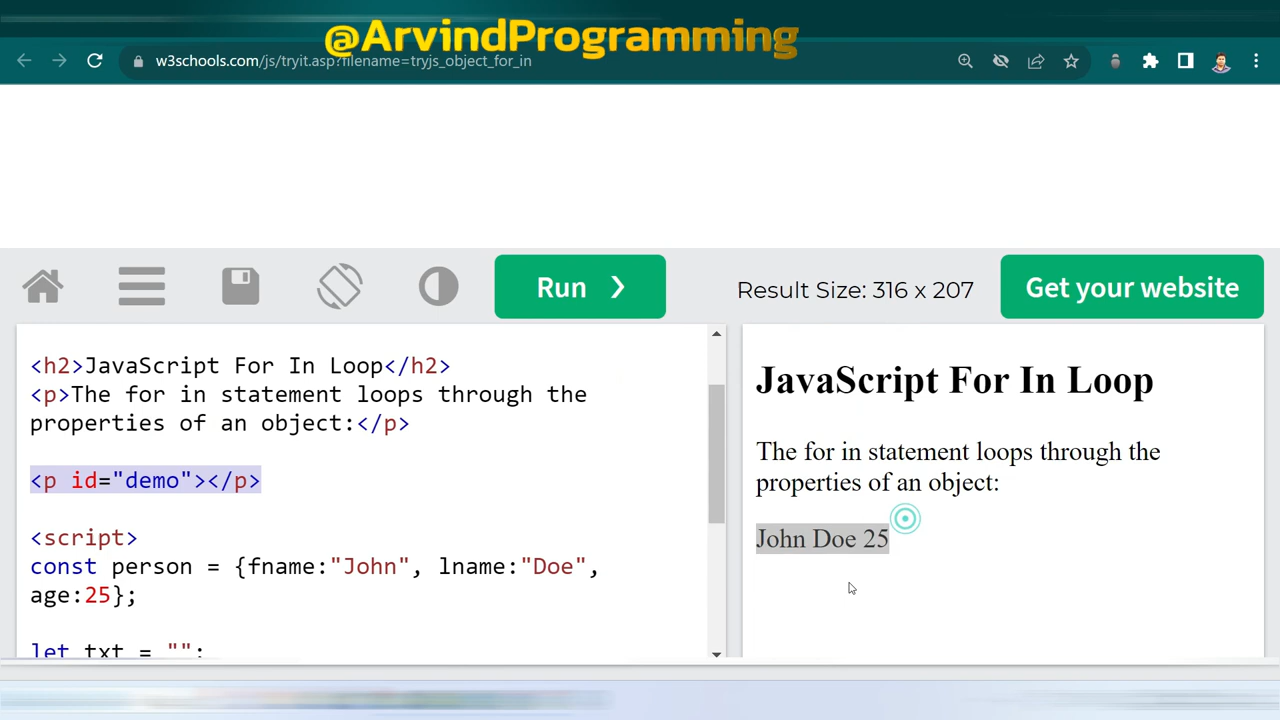 @ArvindProgramming
w3schools.com/js/tryit.asp?filename=tryjs_object_for_in
Run ❯
Result Size: 316 x 207
Get your website
<h2>JavaScript For In Loop</h2>
<p>The for in statement loops through the
properties of an object:</p>
<p id="demo"></p>
<script>
const person = {fname:"John", lname:"Doe",
age:25};
let txt = "";
JavaScript For In Loop
The for in statement loops through the
properties of an object:
John Doe 25